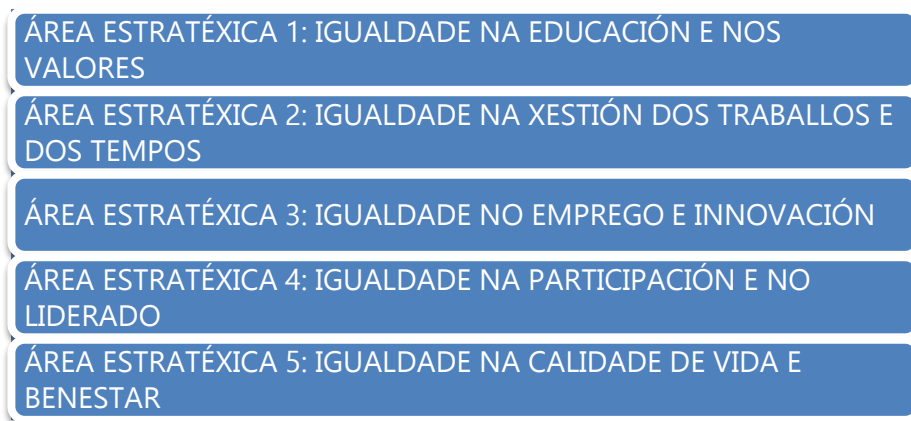 ÁREA ESTRATÉXICA 1: IGUALDADE NA EDUCACIÓN E NOS
VALORES
ÁREA ESTRATÉXICA 2: IGUALDADE NA XESTIÓN DOS TRABALLOS E
DOS TEMPOS
ÁREA ESTRATÉXICA 3: IGUALDADE NO EMPREGO E INNOVACIÓN
ÁREA ESTRATÉXICA 4: IGUALDADE NA PARTICIPACIÓN E NO
LIDERADO
ÁREA ESTRATÉXICA 5: IGUALDADE NA CALIDADE DE VIDA E
BENESTAR